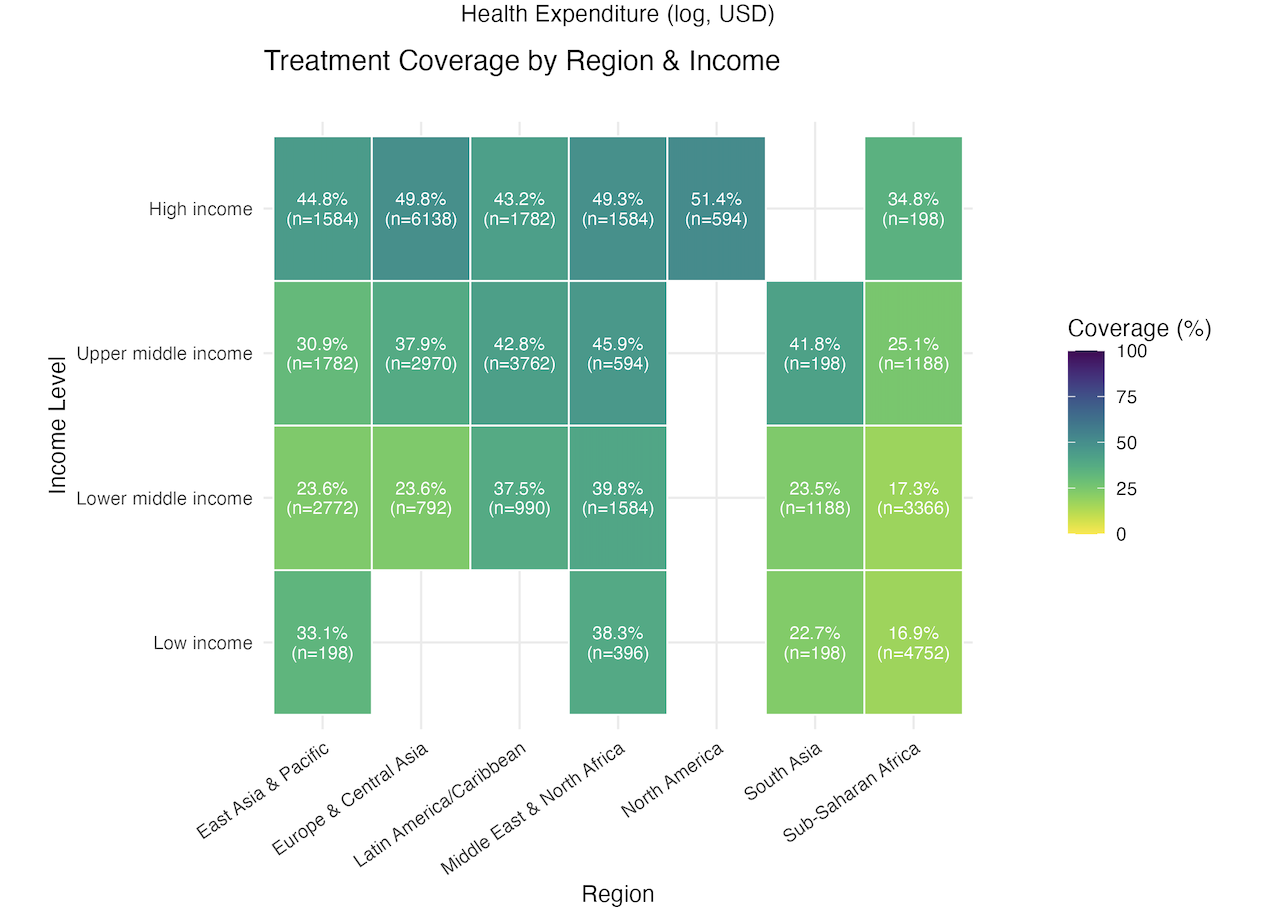 Health Expenditure (log, USD)
Treatment Coverage by Region & Income
Income Level
High income
44.8%
(n=1584)
49.8%
(n=6138)
43.2%
(n=1782)
49.3%
(n=1584)
51.4%
(n=594)
34.8%
(n=198)
Upper middle income
30.9%
(n=1782)
37.9%
(n=2970)
42.8%
(n=3762)
45.9%
(n=594)
41.8%
(n=198)
25.1%
(n=1188)
Lower middle income
23.6%
(n=2772)
23.6%
(n=792)
37.5%
(n=990)
39.8%
(n=1584)
23.5%
(n=1188)
17.3%
(n=3366)
Low income
33.1%
(n=198)
38.3%
(n=396)
22.7%
(n=198)
16.9%
(n=4752)
East Asia & Pacific
Europe & Central Asia
Latin America/Caribbean
Middle East & North Africa
North America
South Asia
Sub-Saharan Africa
Region
Coverage (%)
100
75
50
25
0